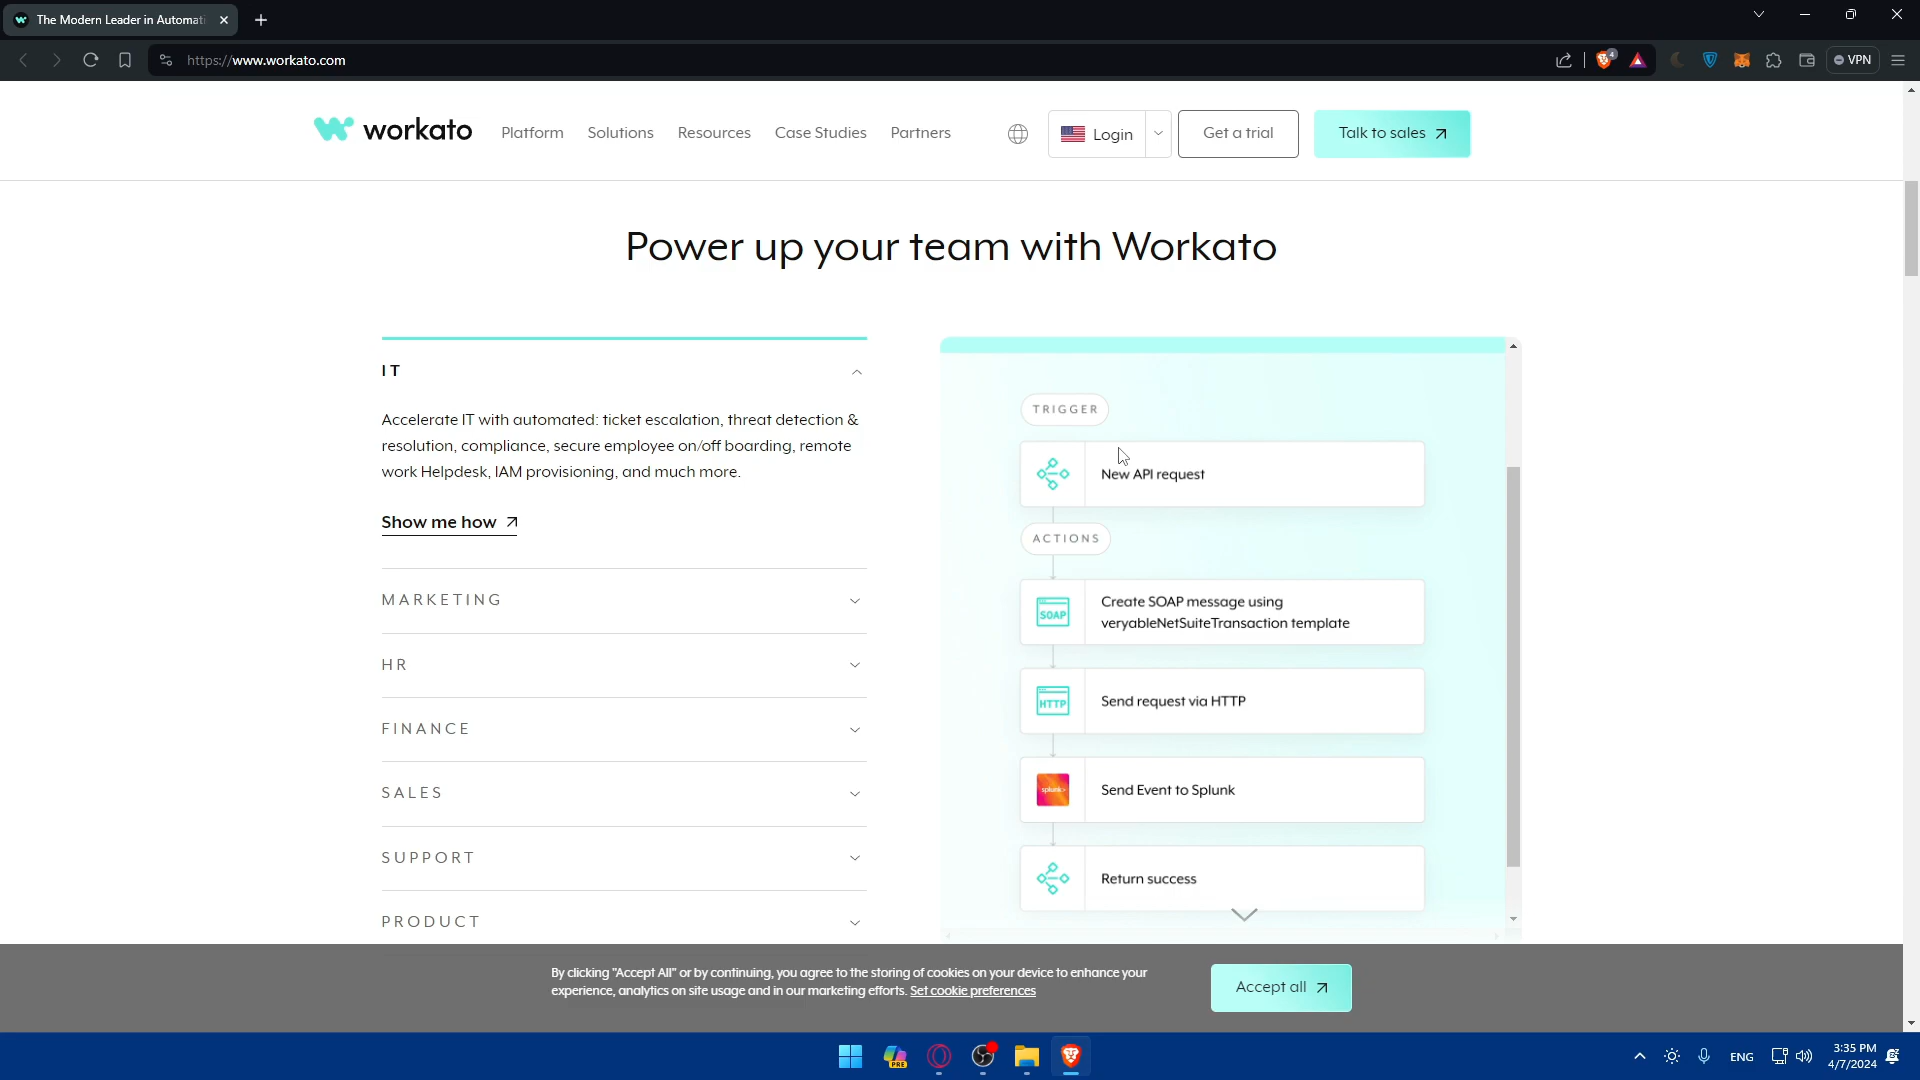 The Modern Leader in Automati
https://www.workato.com
4
VPN
workato
Platform
Solutions
Resources
Case Studies
Partners
Login
Get a trial
Talk to sales
Power up your team with Workato
IT
Accelerate IT with automated: ticket escalation, threat detection &
resolution, compliance, secure employee on/off boarding, remote
work Helpdesk, IAM provisioning, and much more.
Show me how
MARKETING
HR
FINANCE
SALES
SUPPORT
PRODUCT
TRIGGER
New API request
ACTIONS
SOAP
Create SOAP message using
veryableNetSuiteTransaction template
HTTP
Send request via HTTP
splunk>
Send Event to Splunk
Return success
By clicking "Accept All" or by continuing, you agree to the storing of cookies on your device to enhance your
experience, analytics on site usage and in our marketing efforts. Set cookie preferences
Accept all
PRE
ENG
3:35 PM
4/7/2024